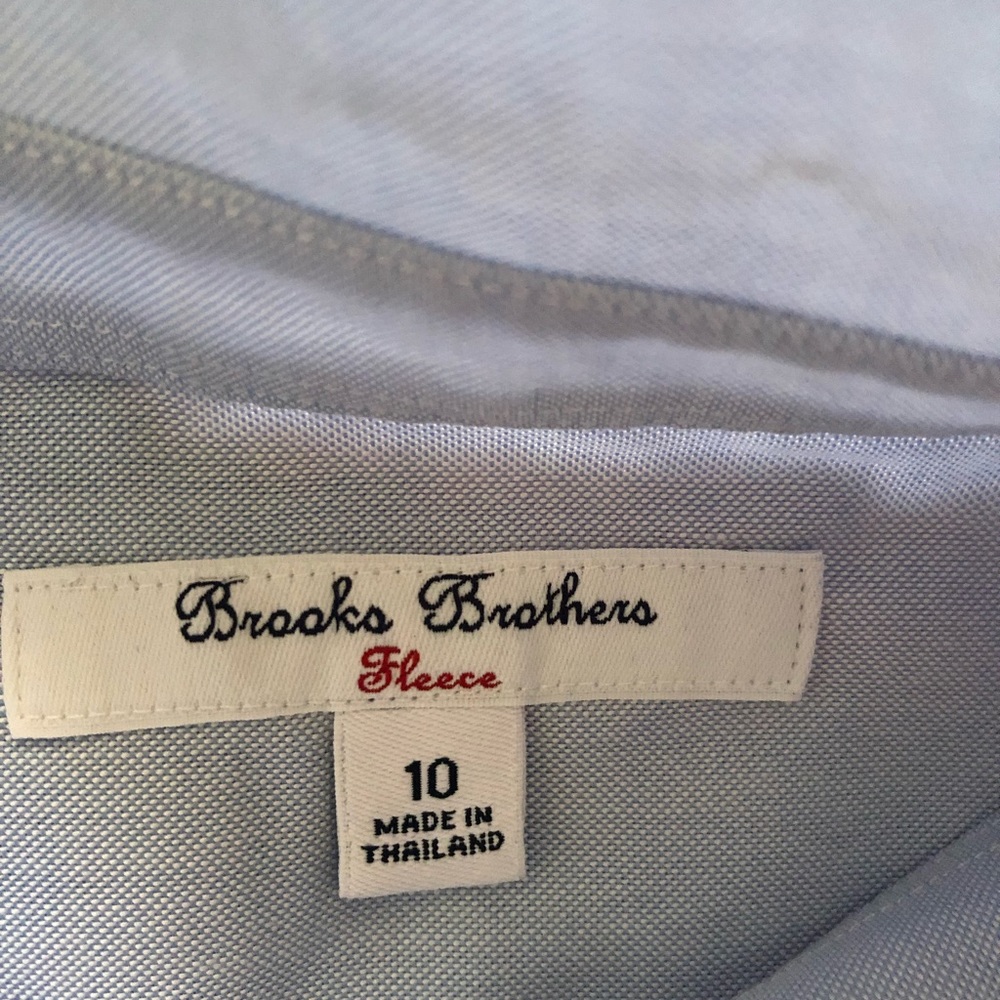 Brooks Brothers
Fleece
10
MADE IN
THAILAND